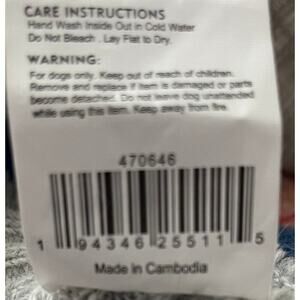 CARE INSTRUCTIONS
Hand Wash Inside Out in Cold Water
Do Not Bleach . Lay Flat to Dry.
WARNING:
For dogs only. Keep out of reach of children.
Remove and replace if item is damaged or parts
become detached. Do not leave dog unattended
while using this item. Keep away from fire.
470646
1 94346 25511 5
Made in Cambodia